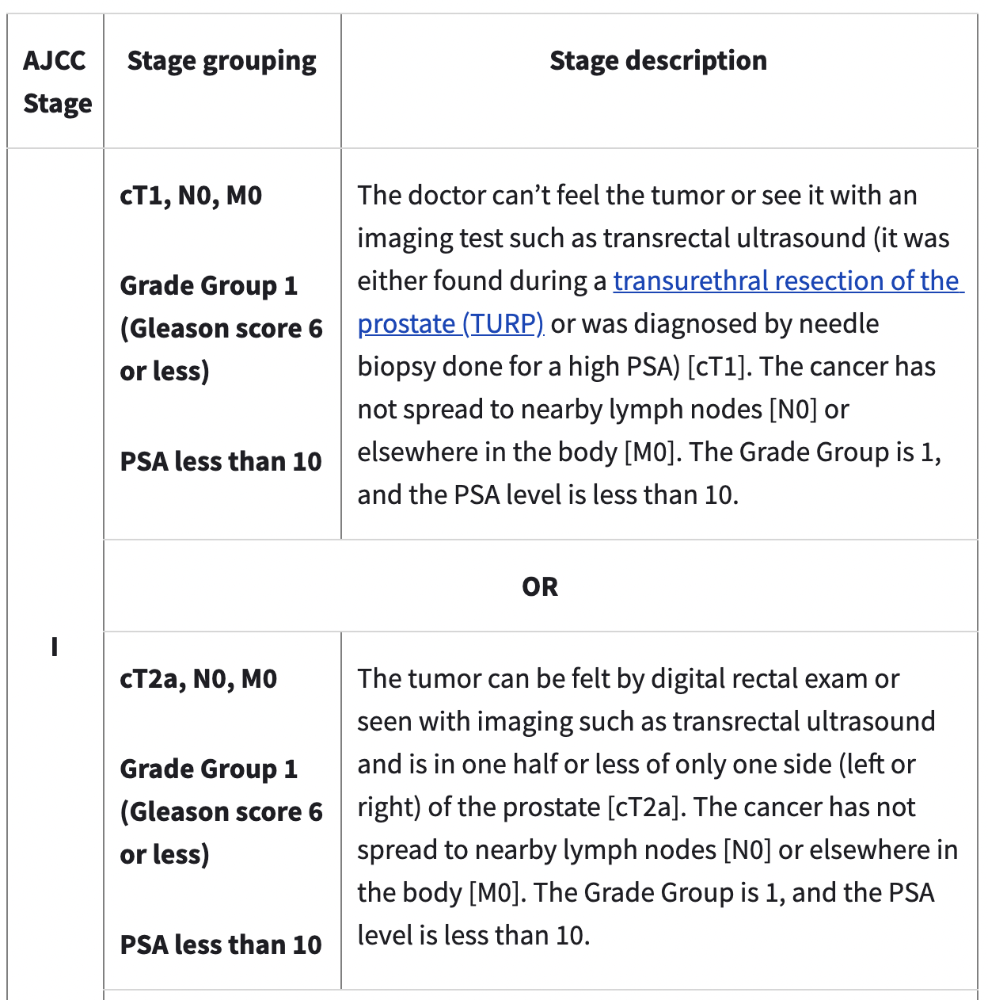 AJCC
Stage
Stage grouping
Stage description
I
cT1, N0, M0
Grade Group 1
(Gleason score 6
or less)
PSA less than 10
The doctor can’t feel the tumor or see it with an
imaging test such as transrectal ultrasound (it was
either found during a transurethral resection of the
prostate (TURP) or was diagnosed by needle
biopsy done for a high PSA) [cT1]. The cancer has
not spread to nearby lymph nodes [N0] or
elsewhere in the body [M0]. The Grade Group is 1,
and the PSA level is less than 10.
OR
cT2a, N0, M0
Grade Group 1
(Gleason score 6
or less)
PSA less than 10
The tumor can be felt by digital rectal exam or
seen with imaging such as transrectal ultrasound
and is in one half or less of only one side (left or
right) of the prostate [cT2a]. The cancer has not
spread to nearby lymph nodes [N0] or elsewhere in
the body [M0]. The Grade Group is 1, and the PSA
level is less than 10.